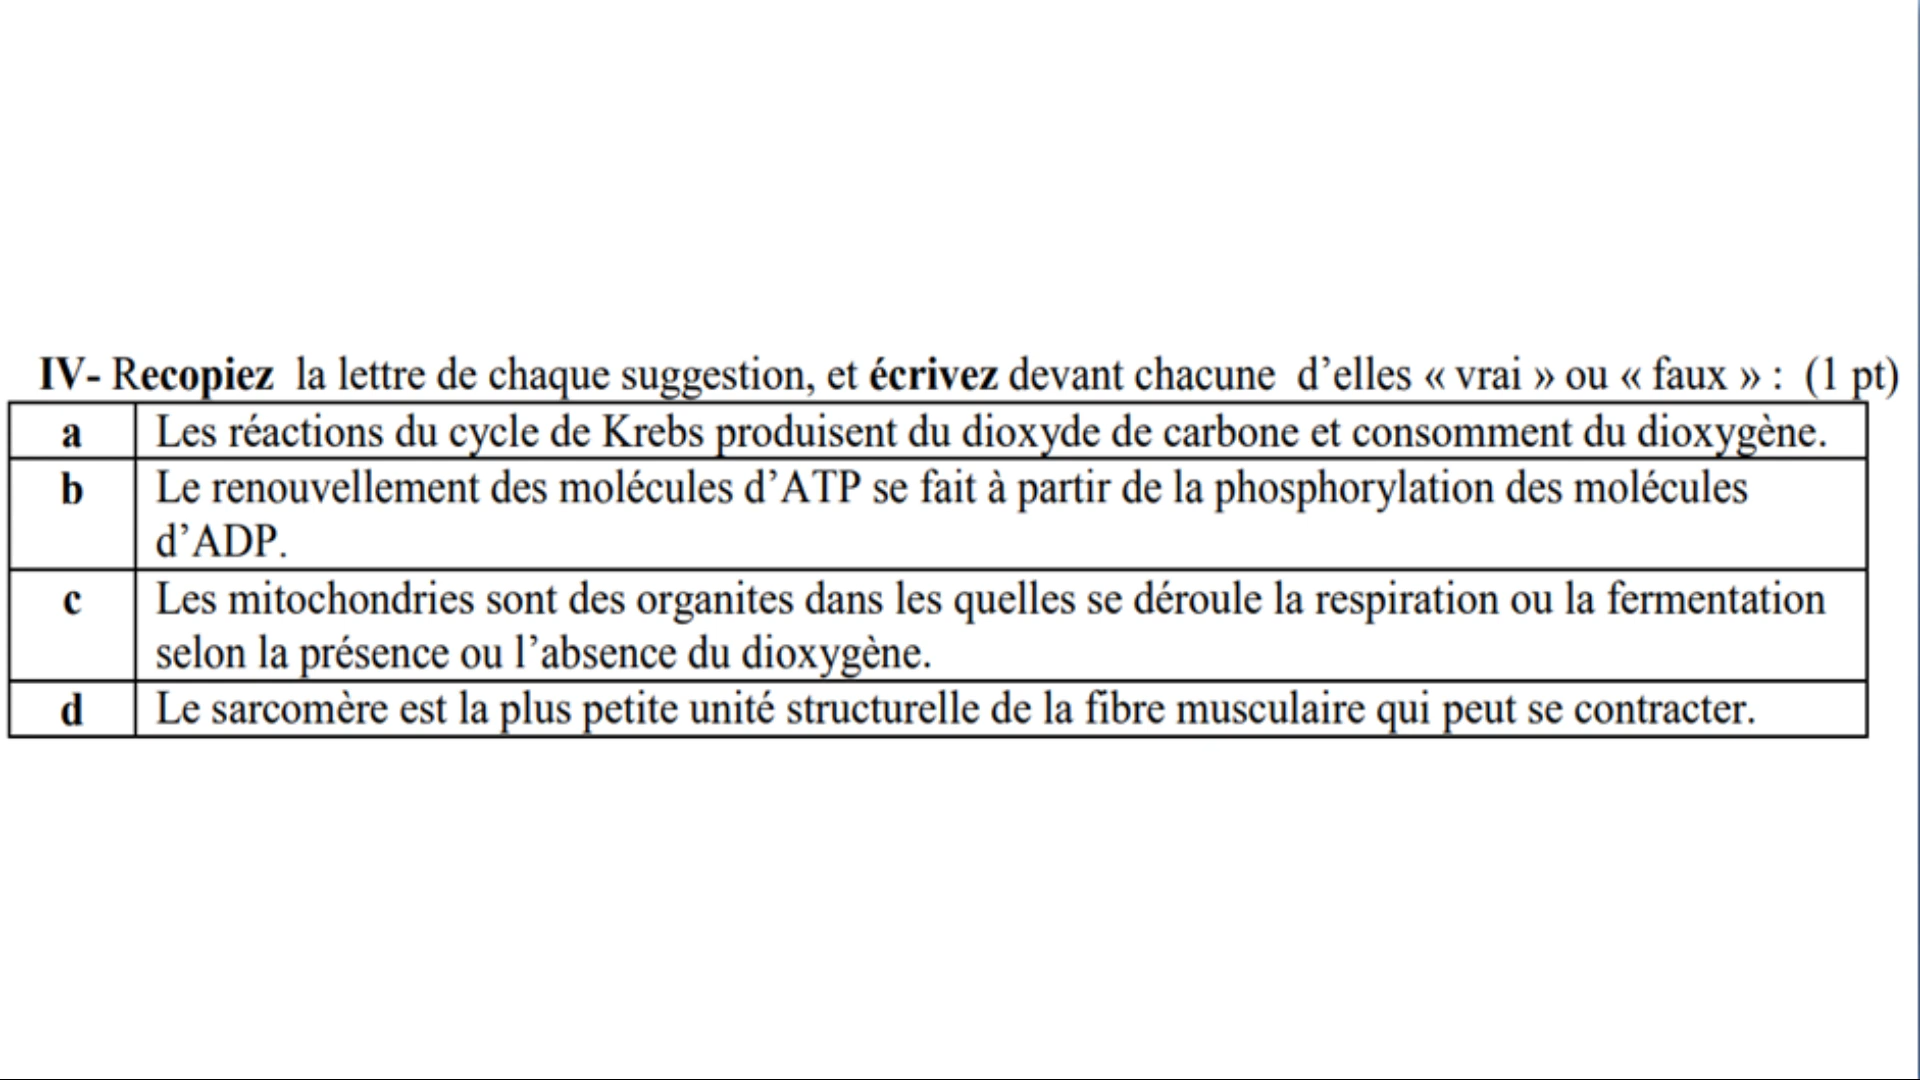 IV- Recopiez la lettre de chaque suggestion, et écrivez devant chacune d’elles « vrai » ou « faux » : (1 pt)
a Les réactions du cycle de Krebs produisent du dioxyde de carbone et consomment du dioxygène.
b Le renouvellement des molécules d’ATP se fait à partir de la phosphorylation des molécules
d’ADP.
c Les mitochondries sont des organites dans les quelles se déroule la respiration ou la fermentation
selon la présence ou l’absence du dioxygène.
d Le sarcomère est la plus petite unité structurelle de la fibre musculaire qui peut se contracter.